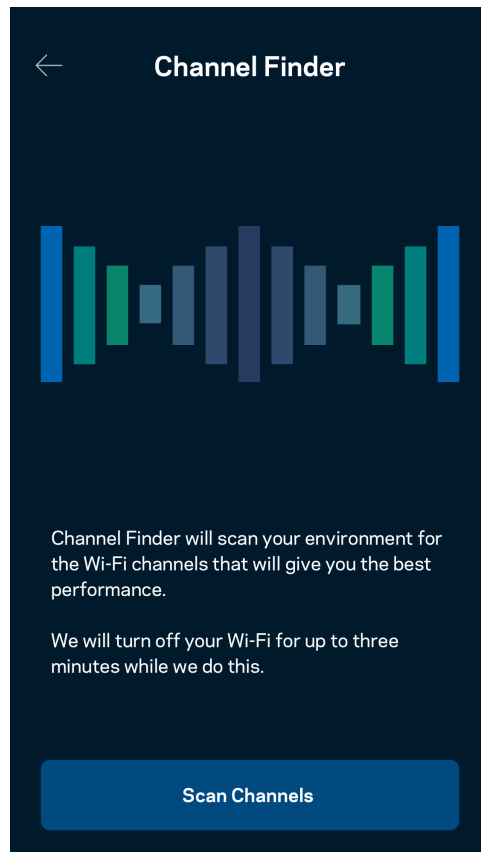 Channel Finder
Channel Finder will scan your environment for
the Wi-Fi channels that will give you the best
performance.
We will turn off your Wi-Fi for up to three
minutes while we do this.
Scan Channels